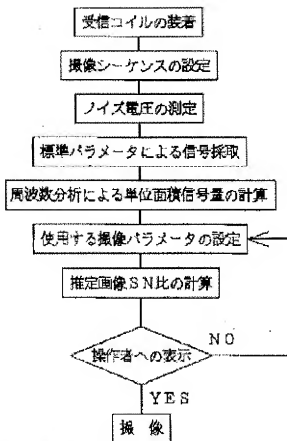 受信コイルの装着
撮像シーケンスの設定
ノイズ電圧の測定
標準パラメータによる信号採取
周波数分析による単位面積信号量の計算
使用する撮像パラメータの設定
推定画像SN比の計算
操作者への表示
NO
YES
撮 像